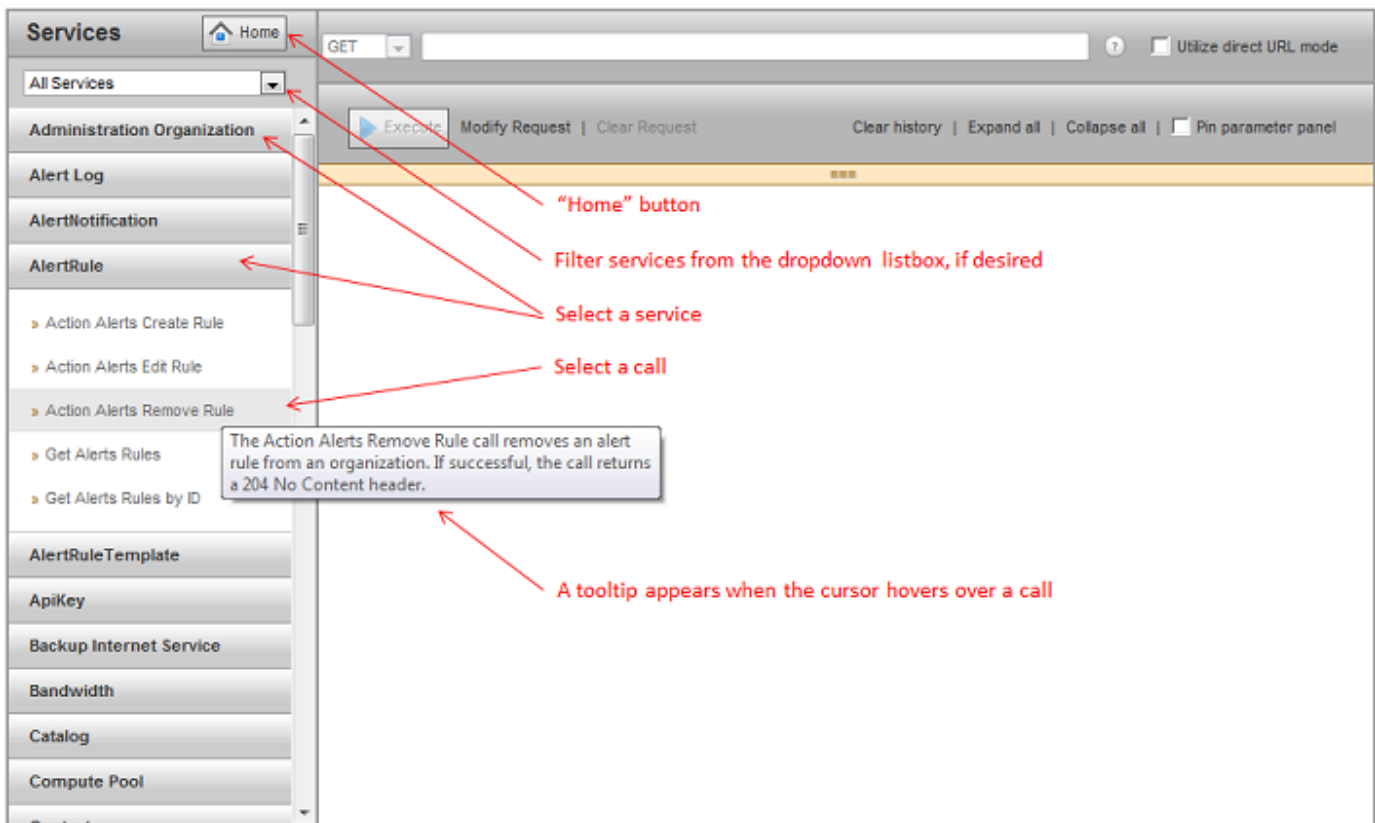 Services
Home
GET
?
Utilize direct URL mode
All Services
Execute
Modify Request | Clear Request
Clear history | Expand all | Collapse all | Pin parameter panel
Administration Organization
Alert Log
AlertNotification
AlertRule
» Action Alerts Create Rule
» Action Alerts Edit Rule
» Action Alerts Remove Rule
» Get Alerts Rules
» Get Alerts Rules by ID
The Action Alerts Remove Rule call removes an alert
rule from an organization. If successful, the call returns
a 204 No Content header.
AlertRuleTemplate
ApiKey
Backup Internet Service
Bandwidth
Catalog
Compute Pool
“Home” button
Filter services from the dropdown listbox, if desired
Select a service
Select a call
A tooltip appears when the cursor hovers over a call